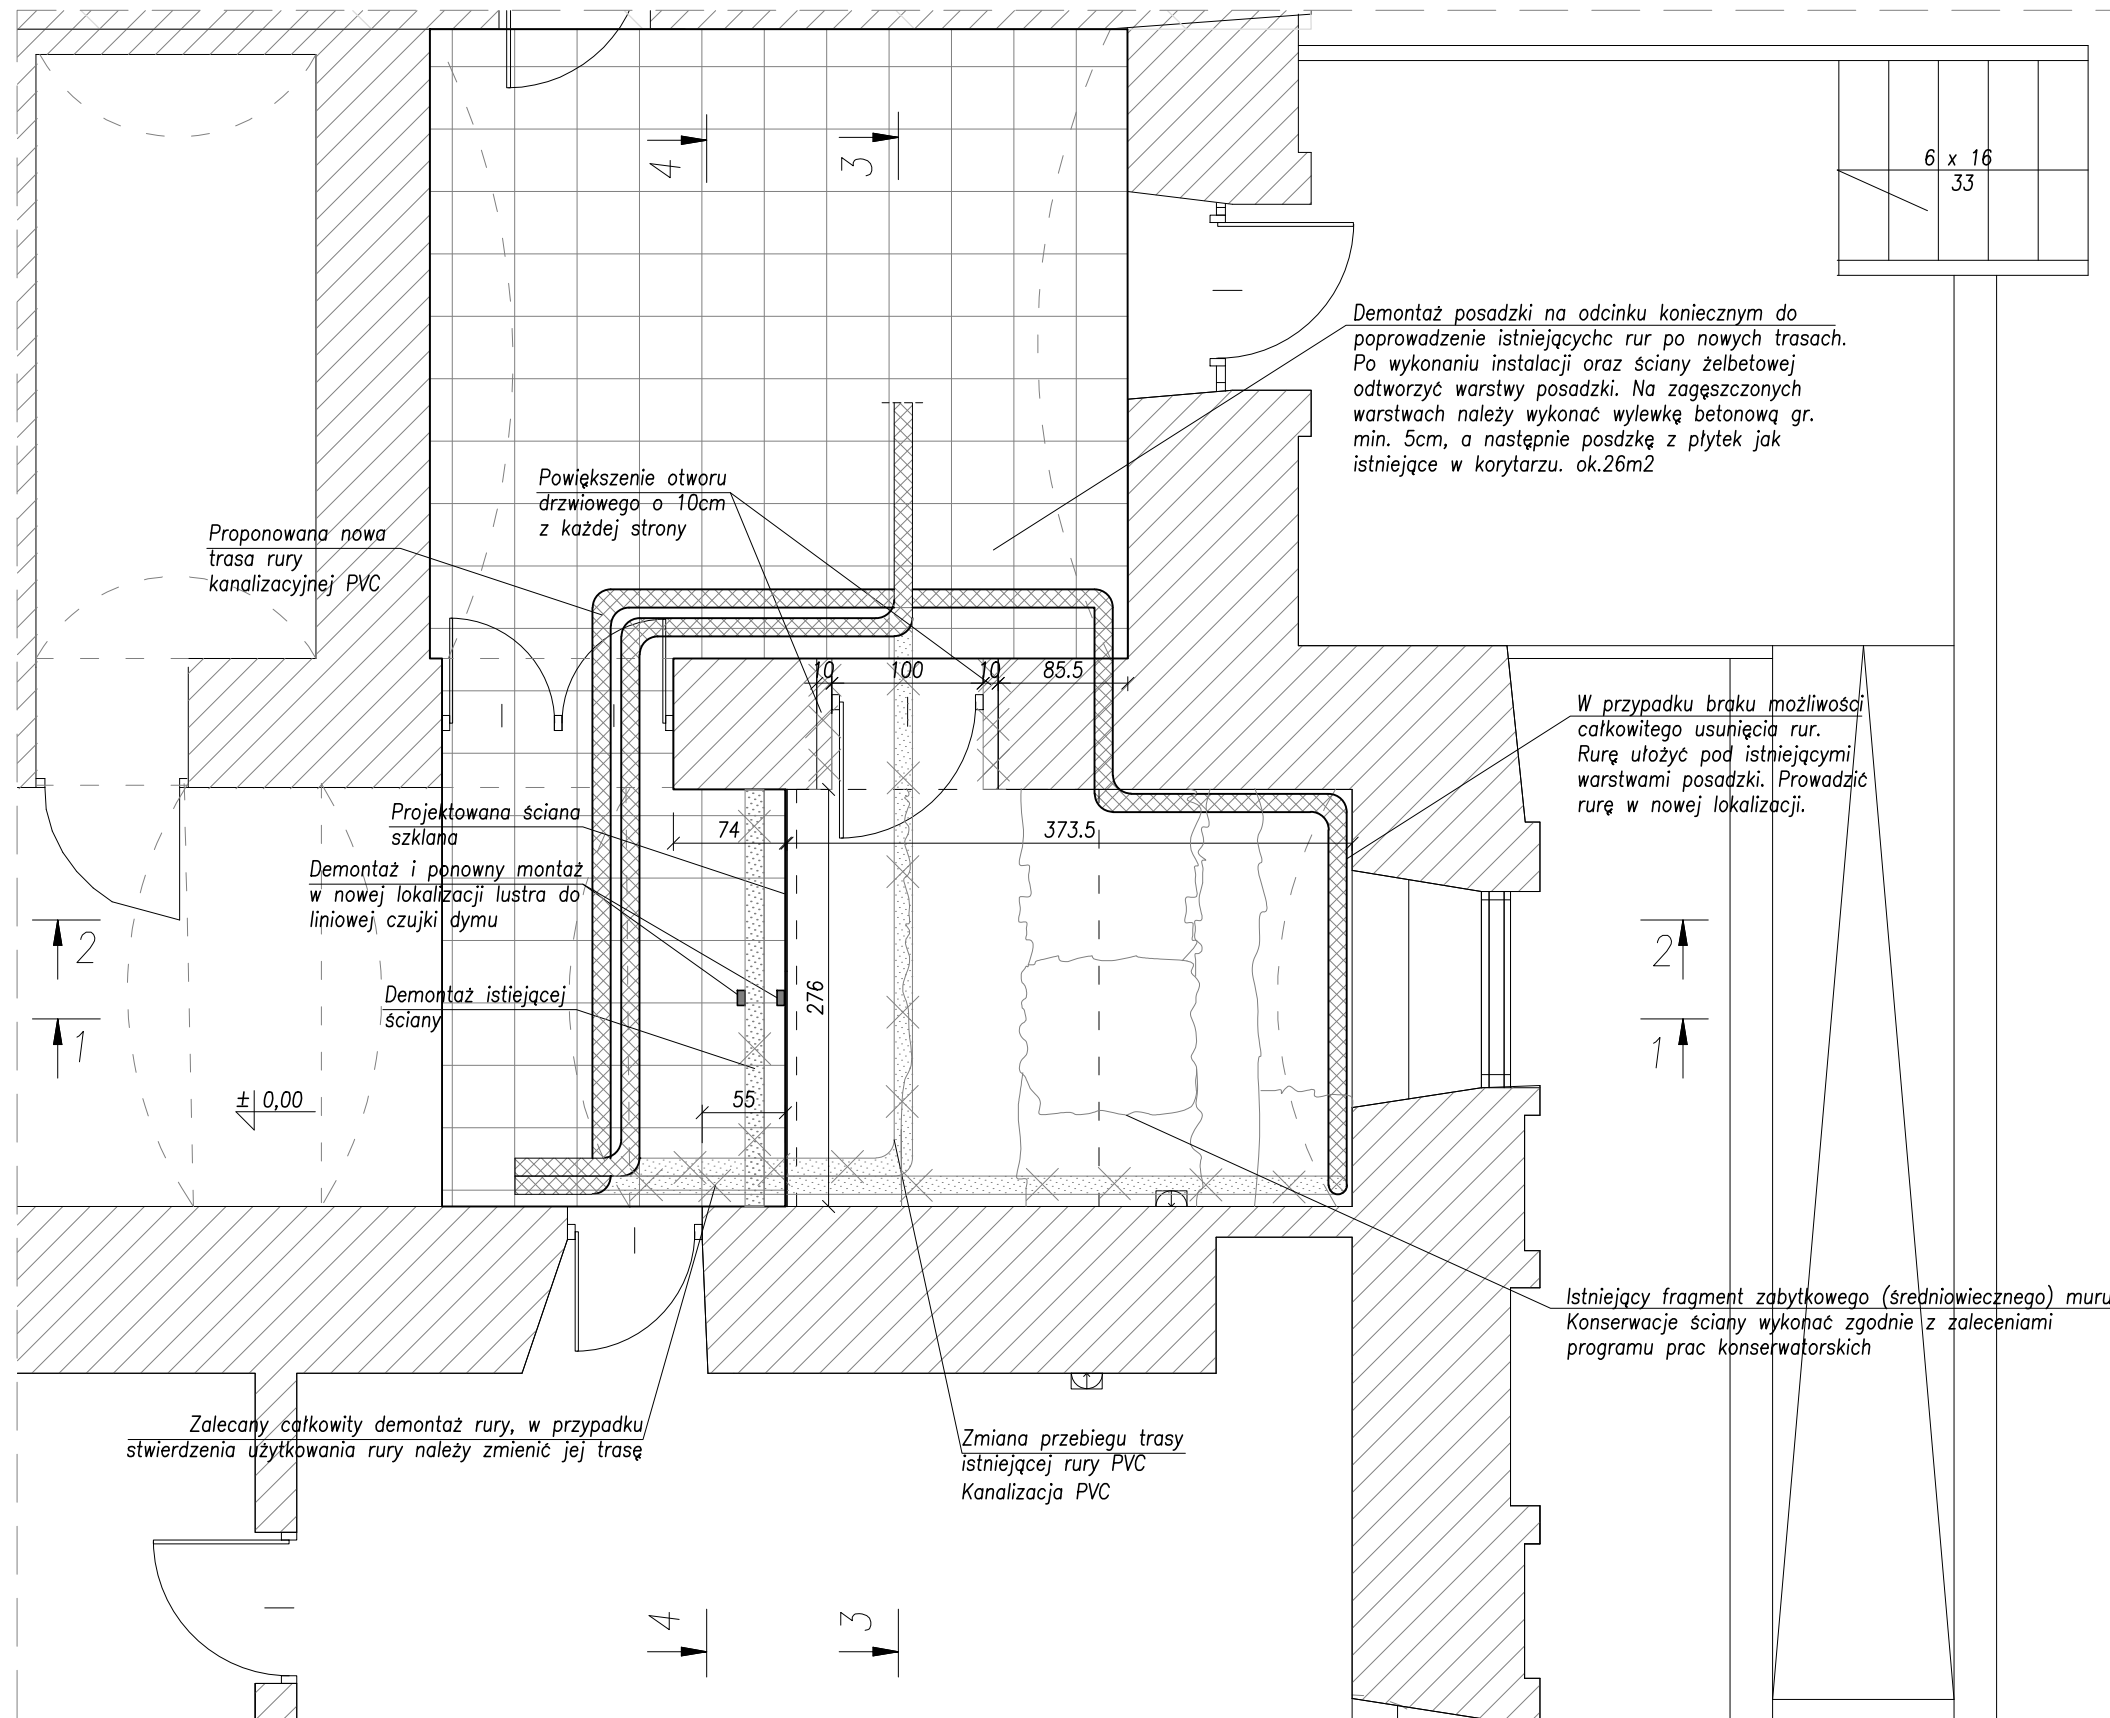 4
3
6 x 16
33
Demontaż posadzki na odcinku koniecznym do
poprowadzenie istniejącychc rur po nowych trasach.
Po wykonaniu instalacji oraz ściany żelbetowej
odtworzyć warstwy posadzki. Na zagęszczonych
warstwach należy wykonać wylewkę betonową gr.
min. 5cm, a następnie posdzkę z płytek jak
istniejące w korytarzu. ok.26m2
Powiększenie otworu
drzwiowego o 10cm
z każdej strony
Proponowana nowa
trasa rury
kanalizacyjnej PVC
10
100
10
85.5
W przypadku braku możliwości
całkowitego usunięcia rur.
Rurę ułożyć pod istniejącymi
warstwami posadzki. Prowadzić
rurę w nowej lokalizacji.
Projektowana ściana
szklana
74
373.5
Demontaż i ponowny montaż
w nowej lokalizacji lustra do
liniowej czujki dymu
2
2
276
Demontaż istiejącej
ściany
1
1
± 0,00
55
Istniejący fragment zabytkowego (średniowiecznego) muru
Konserwacje ściany wykonać zgodnie z zaleceniami
programu prac konserwatorskich
Zalecany całkowity demontaż rury, w przypadku
stwierdzenia użytkowania rury należy zmienić jej trasę
Zmiana przebiegu trasy
istniejącej rury PVC
Kanalizacja PVC
4
3